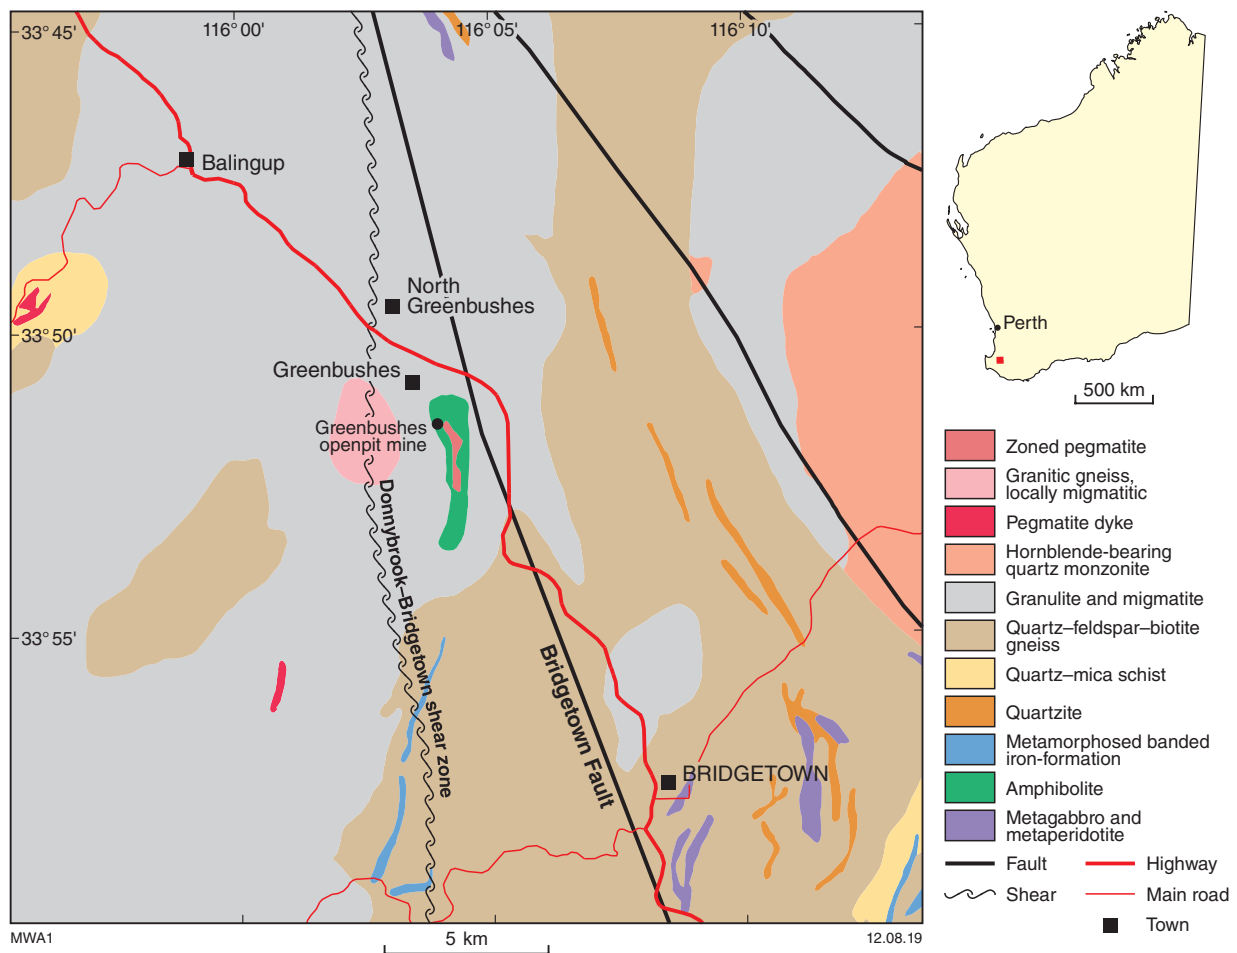 116°00'
116°05'
116°10'
33°45'
33°50'
33°55'
Balingup
North
Greenbushes
Greenbushes
Greenbushes
openpit mine
Donnybrook–Bridgetown shear zone
Bridgetown Fault
BRIDGETOWN
MWA1
5 km
12.08.19
Perth
500 km
Zoned pegmatite
Granitic gneiss,
locally migmatitic
Pegmatite dyke
Hornblende-bearing
quartz monzonite
Granulite and migmatite
Quartz–feldspar–biotite
gneiss
Quartz–mica schist
Quartzite
Metamorphosed banded
iron-formation
Amphibolite
Metagabbro and
metaperidotite
Fault
Highway
Shear
Main road
Town